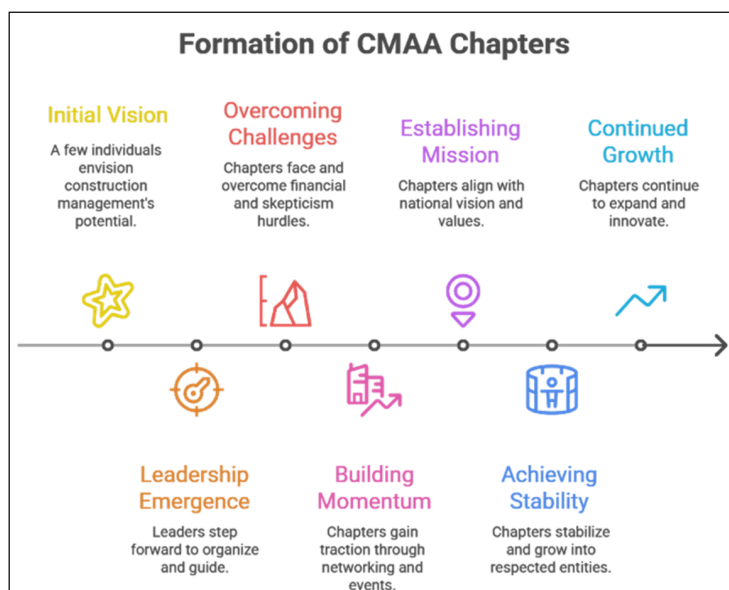 Formation of CMAA Chapters
Initial Vision
A few individuals
envision
construction
management's
potential.
Overcoming
Challenges
Chapters face and
overcome financial
and skepticism
hurdles.
Establishing
Mission
Chapters align with
national vision and
values.
Continued
Growth
Chapters continue
to expand and
innovate.
Leadership
Emergence
Leaders step
forward to organize
and guide.
Building
Momentum
Chapters gain
traction through
networking and
events.
Achieving
Stability
Chapters stabilize
and grow into
respected entities.